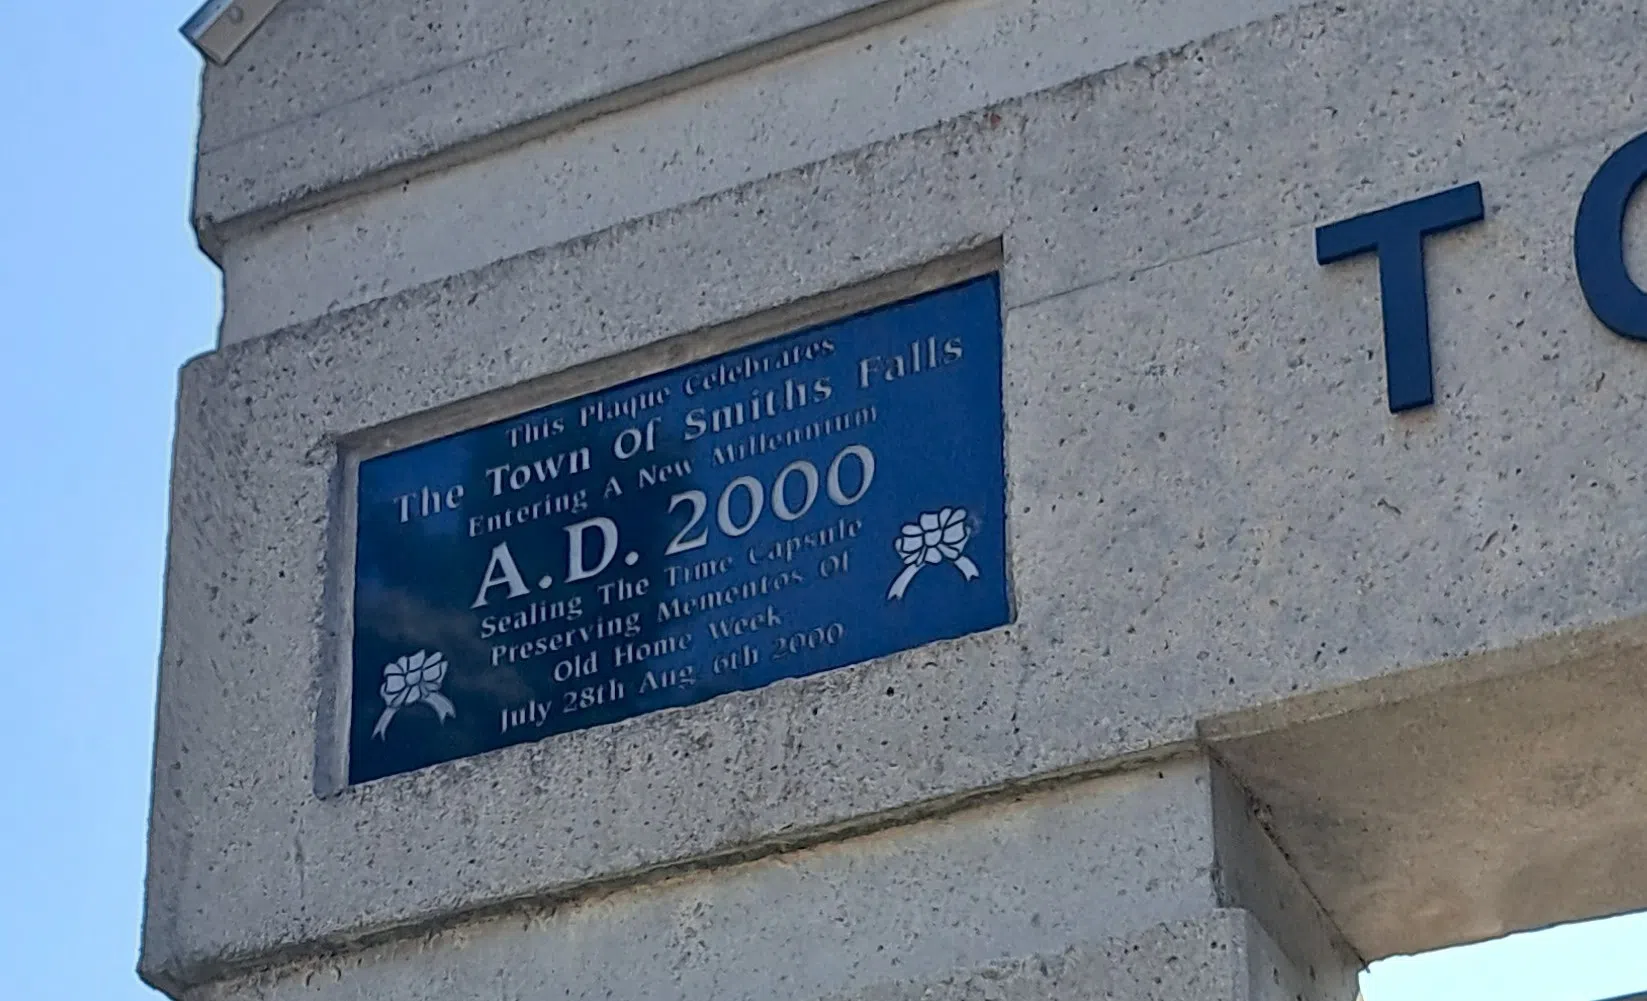 This Plaque Celebrates
The Town Of Smiths Falls
Entering A New Millennium
A.D. 2000
Sealing The Time Capsule
Preserving Mementos Of
Old Home Week
July 28th Aug 6th 2000
TO